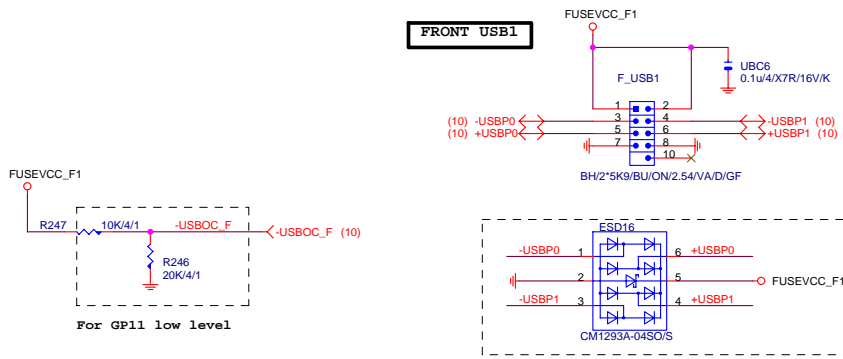 FUSEVCC_F1
FRONT USB1
F_USB1
UBC6
0.1u/4/X7R/16V/K
1 2
(10) -USBP0 3 4 -USBP1 (10)
(10) +USBP0 5 6 +USBP1 (10)
7 8
10
BH/2*5K9/BU/ON/2.54/VA/D/GF
FUSEVCC_F1
R247 10K/4/1 -USBOC_F -USBOC_F (10)
R246
20K/4/1
For GP11 low level
ESD16
-USBP0 1 6 +USBP0
2 5 FUSEVCC_F1
-USBP1 3 4 +USBP1
CM1293A-04SO/S